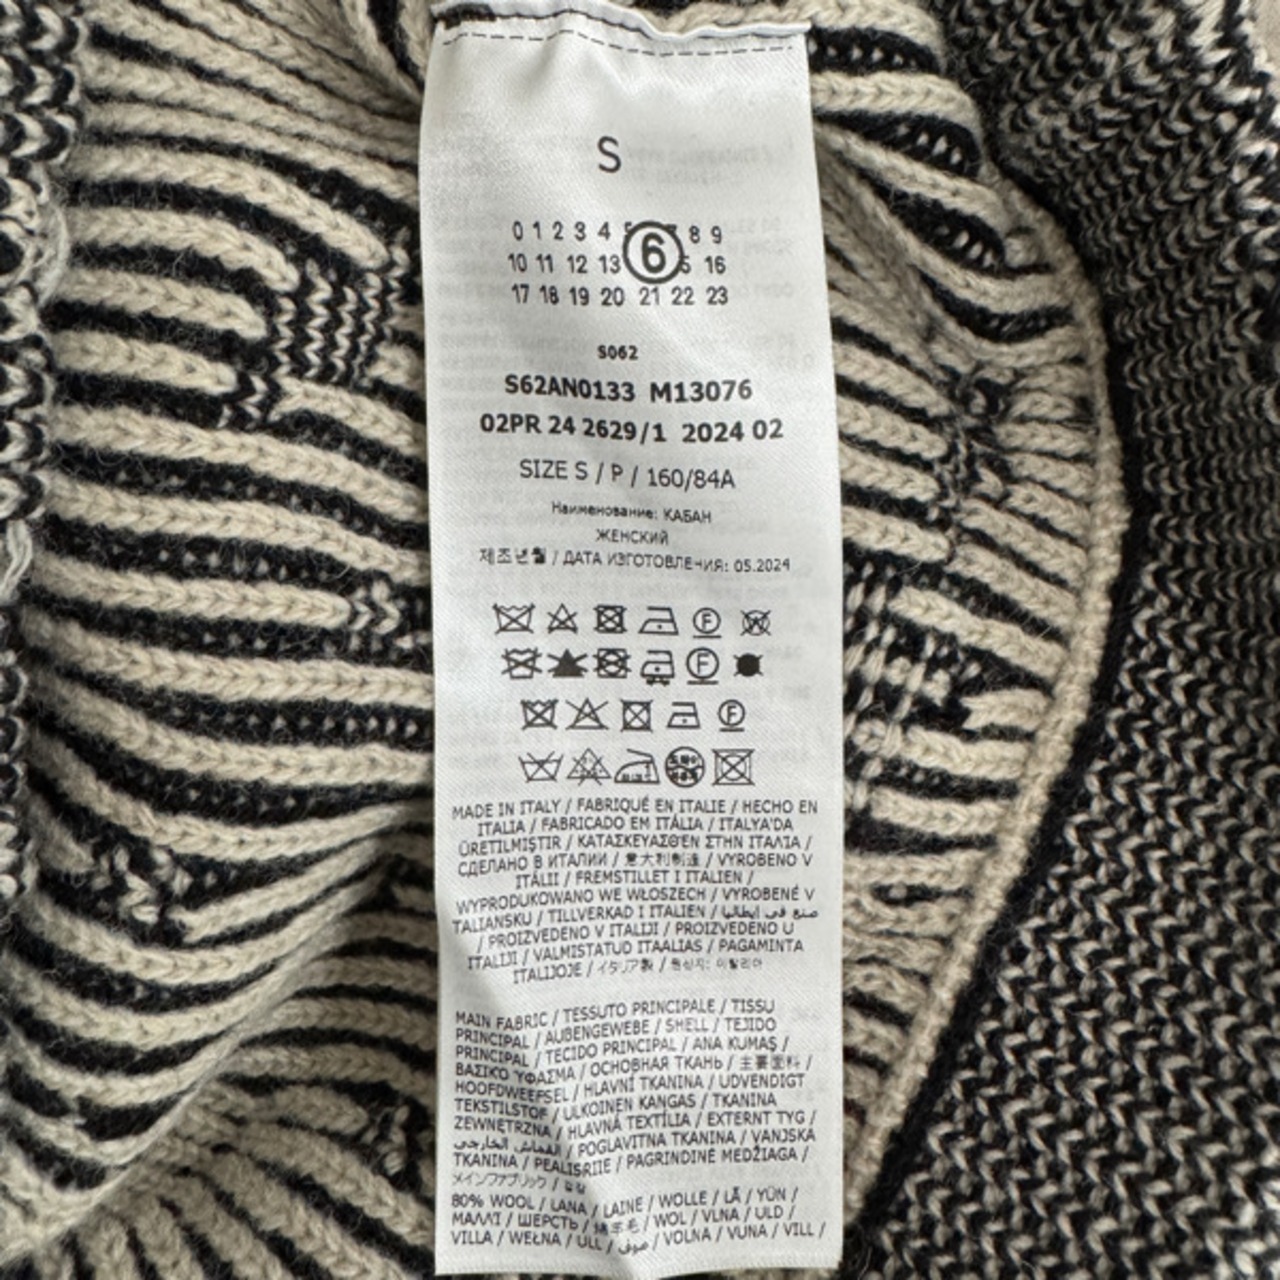 S
0 1 2 3 4 8 9
10 11 12 13 6 16
17 18 19 20 21 22 23
S062
S62AN0133 M13076
02PR 24 2629/1 2024 02
SIZE S / P / 160/84A
Наименование: КАБАН
ЖЕНСКИЙ
제조년월 / ДАТА ИЗГОТОВЛЕНИЯ: 05.2024
MADE IN ITALY / FABRIQUÉ EN ITALIE / HECHO EN
ITALIA / FABRICADO EM ITÁLIA / ITALYA'DA
ÜRETILMIŞTIR / ΚΑΤΑΣΚΕΥΑΣΘΕΝ ΣΤΗΝ ΙΤΑΛΙΑ /
СДЕЛАНО В ИТАЛИИ / 意大利制造 / VYROBENO V
ITÁLII / FREMSTILLET I ITALIEN /
WYPRODUKOWANO WE WŁOSZECH / VYROBENÉ V
TALIANSKU / TILLVERKAD I ITALIEN / صنع في إيطاليا
/ PROIZVEDENO V ITALIJI / PROIZVEDENO U
ITALIJI / VALMISTATUD ITAALIAS / PAGAMINTA
ITALIJOJE / イタリア製 / 원산지: 이탈리아
MAIN FABRIC / TESSUTO PRINCIPALE / TISSU
PRINCIPAL / AUßENGEWEBE / SHELL / TEJIDO
PRINCIPAL / TECIDO PRINCIPAL / ANA KUMAŞ /
ΒΑΣΙΚΟ ΥΦΑΣΜΑ / ОСНОВНАЯ ТКАНЬ / 主要面料 /
HOOFDWEEFSEL / HLAVNÍ TKANINA / UDVENDIGT
TEKSTILSTOF / ULKOINEN KANGAS / TKANINA
ZEWNĘTRZNA / HLAVNÁ TEXTÍLIA / EXTERNT TYG /
القماش الخارجي / POGLAVITNA TKANINA / VANJSKA
TKANINA / PEALISRIIE / PAGRINDINĖ MEDŽIAGA /
メインファブリック / 겉감
80% WOOL / LANA / LAINE / WOLLE / LÃ / YÜN /
ΜΑΛΛΙ / ШЕРСТЬ / 绵羊毛 / WOL / VLNA / ULD /
VILLA / WEŁNA / ULL / صوف / VOLNA / VUNA / VILL /